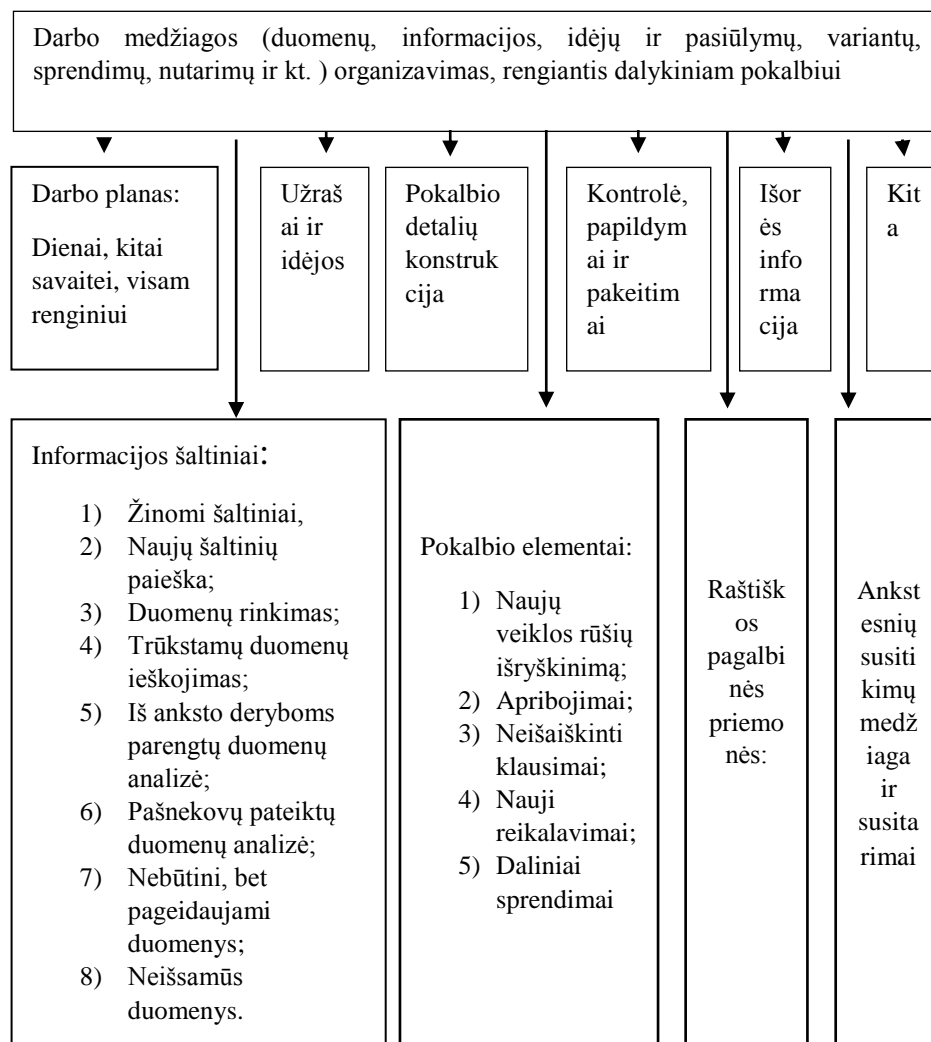 Darbo medžiagos (duomenų, informacijos, idėjų ir pasiūlymų, variantų,
sprendimų, nutarimų ir kt. ) organizavimas, rengiantis dalykiniam pokalbiui
Darbo planas:
Dienai, kitai
savaitei, visam
renginiui
Užraš
ai ir
idėjos
Pokalbio
detalių
konstruk
cija
Kontrolė,
papildym
ai ir
pakeitim
ai
Išor
ės
info
rma
cija
Kit
a
Informacijos šaltiniai:
1) Žinomi šaltiniai,
2) Naujų šaltinių
paieška;
3) Duomenų rinkimas;
4) Trūkstamų duomenų
ieškojimas;
5) Iš anksto deryboms
parengtų duomenų
analizė;
6) Pašnekovų pateiktų
duomenų analizė;
7) Nebūtini, bet
pageidaujami
duomenys;
8) Neišsamūs
duomenys.
Pokalbio elementai:
1) Naujų
veiklos rūšių
išryškinimą;
2) Apribojimai;
3) Neišaiškinti
klausimai;
4) Nauji
reikalavimai;
5) Daliniai
sprendimai
Raštišk
os
pagalbi
nės
priemo
nės:
Ankst
esnių
susiti
kimų
medž
iaga
ir
susita
rimai